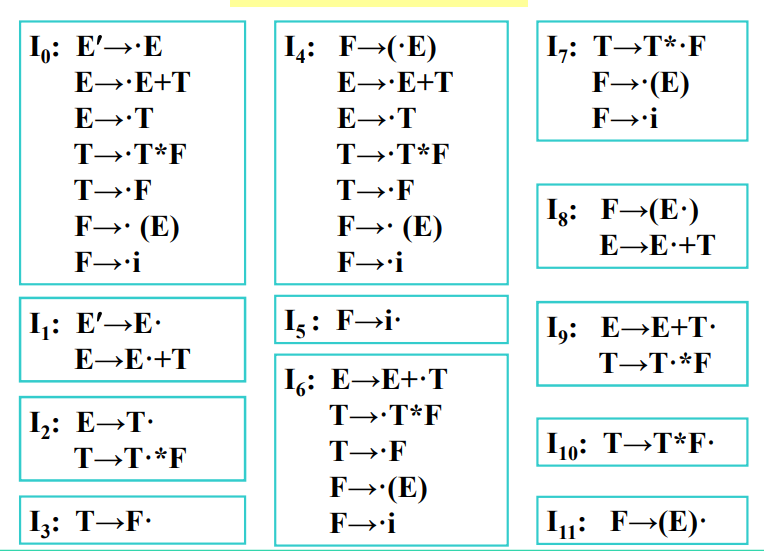 I₀: E′→·E
E→·E+T
E→·T
T→·T*F
T→·F
F→· (E)
F→·i
I₁: E′→E·
E→E·+T
I₂: E→T·
T→T·*F
I₃: T→F·
I₄: F→(·E)
E→·E+T
E→·T
T→·T*F
T→·F
F→· (E)
F→·i
I₅ : F→i·
I₆: E→E+·T
T→·T*F
T→·F
F→·(E)
F→·i
I₇: T→T*·F
F→·(E)
F→·i
I₈: F→(E·)
E→E·+T
I₉: E→E+T·
T→T·*F
I₁₀: T→T*F·
I₁₁: F→(E)·